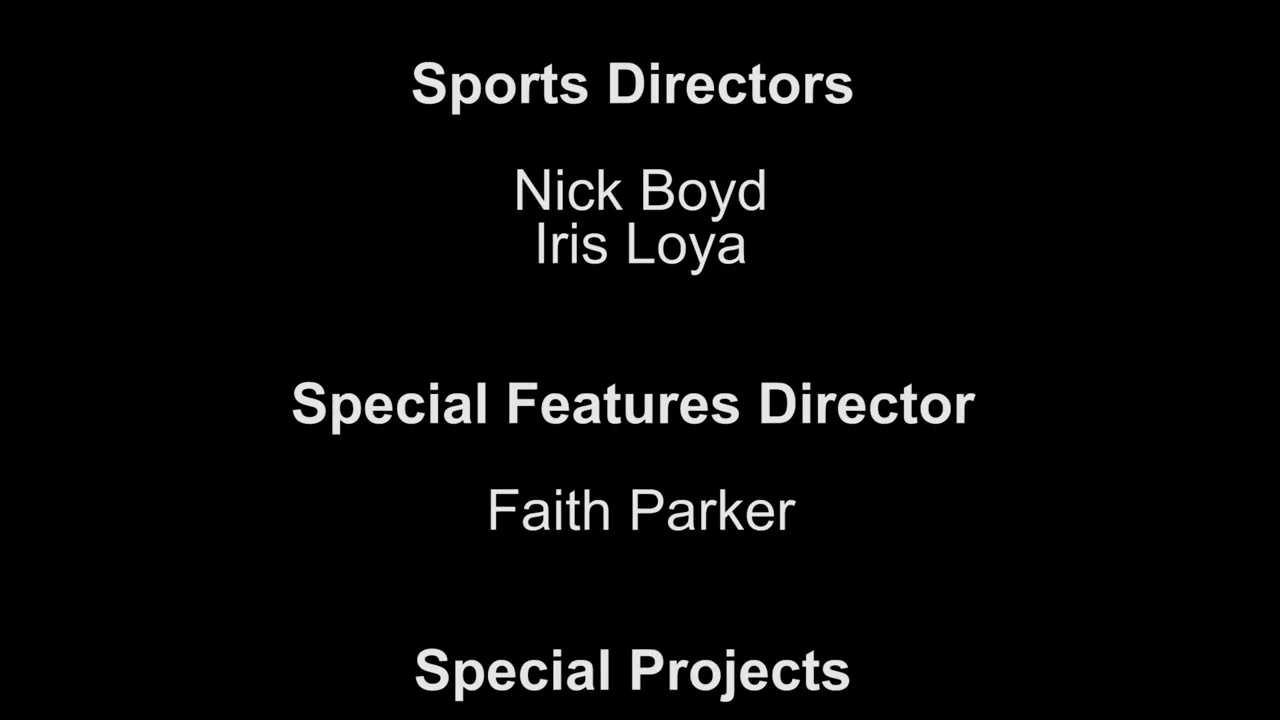 Sports Directors
Nick Boyd
Iris Loya
Special Features Director
Faith Parker
Special Projects